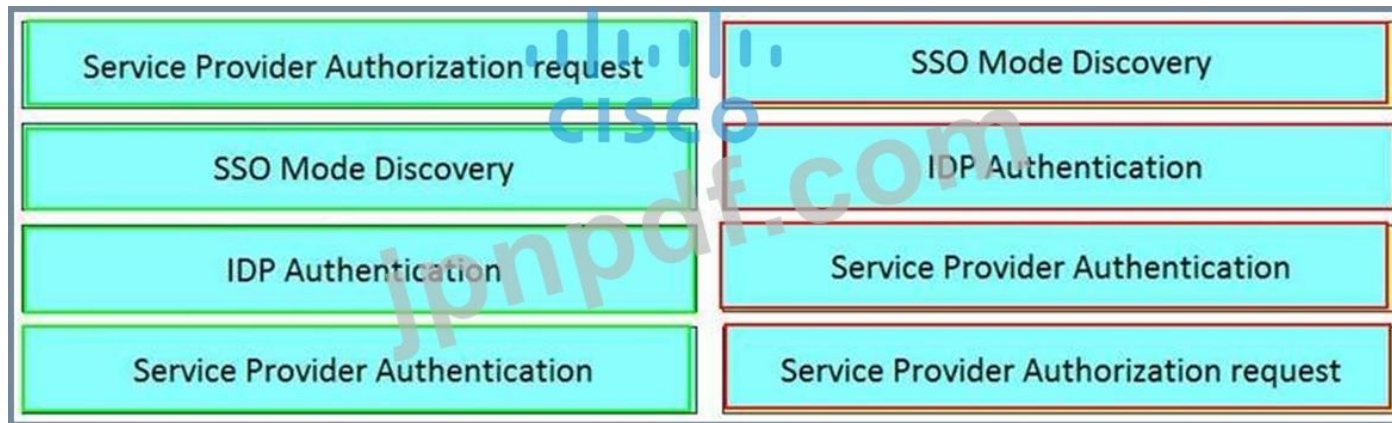 Service Provider Authorization request
SSO Mode Discovery
SSO Mode Discovery
IDP Authentication
IDP Authentication
Service Provider Authentication
Service Provider Authentication
Service Provider Authorization request
CISCO
jpnpdf.com